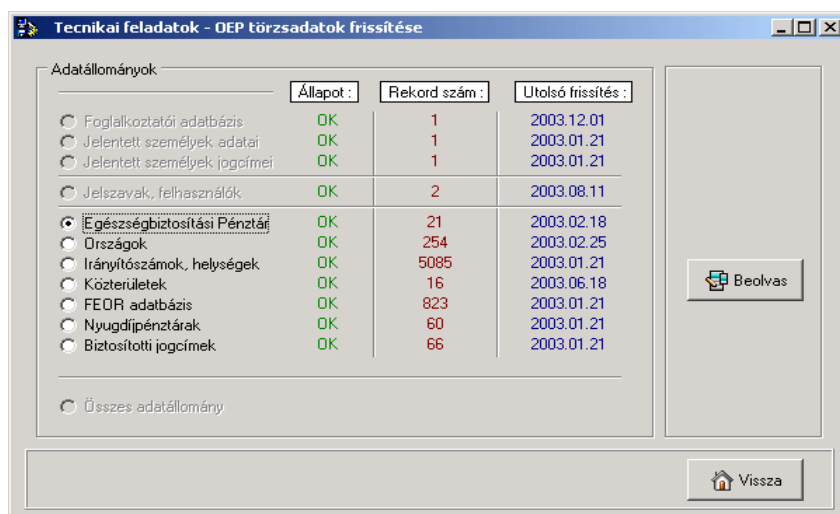 Tecnikai feladatok - OEP törzsadatok frissítése
Adatállományok
Állapot : Rekord szám : Utolsó frissítés :
Foglalkoztatói adatbázis OK 1 2003.12.01
Jelentett személyek adatai OK 1 2003.01.21
Jelentett személyek jogcímei OK 1 2003.01.21
Jelszavak, felhasználók OK 2 2003.08.11
Egészségbiztosítási Pénztár OK 21 2003.02.18
Országok OK 254 2003.02.25
Irányítószámok, helységek OK 5085 2003.01.21
Közterületek OK 16 2003.06.18
FEOR adatbázis OK 823 2003.01.21
Nyugdíjpénztárak OK 60 2003.01.21
Biztosítotti jogcímek OK 66 2003.01.21
Összes adatállomány
Beolvas
Vissza